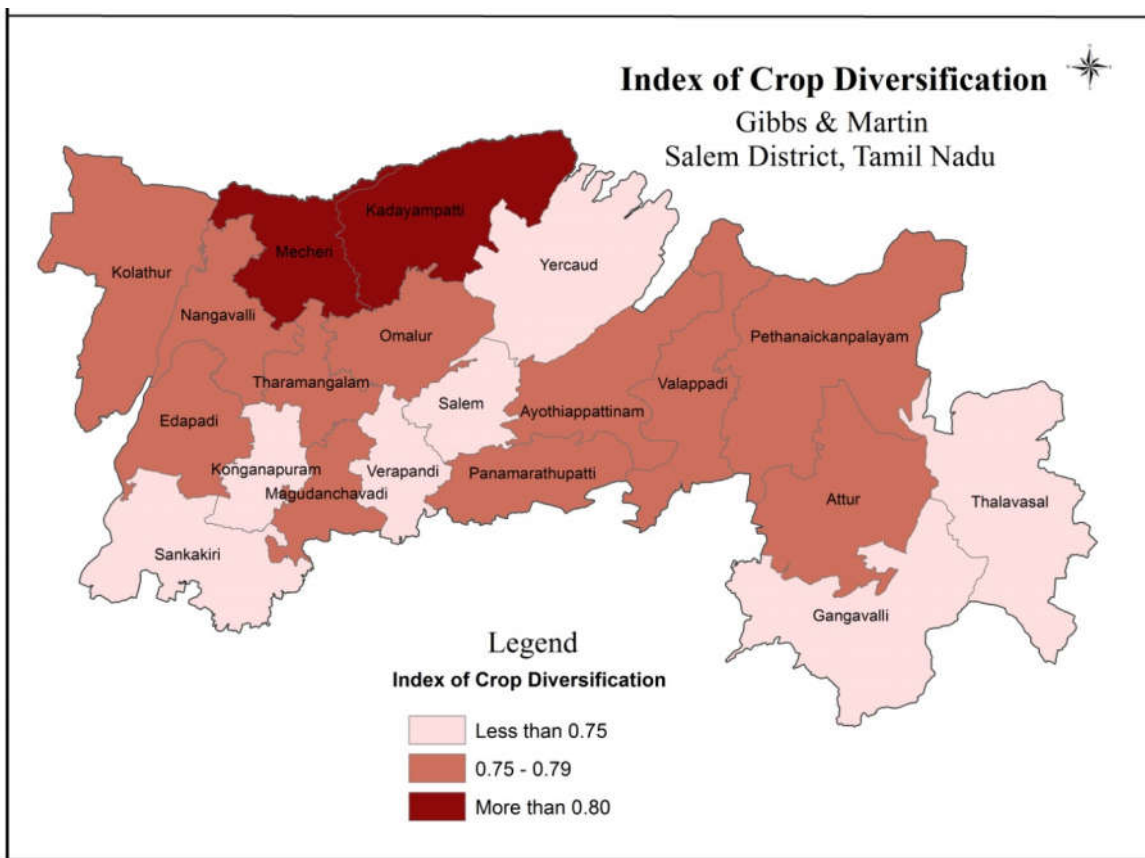 Index of Crop Diversification
Gibbs & Martin
Salem District, Tamil Nadu
Kadayampatti
Mecheri
Kolathur
Yercaud
Nangavalli
Omalur
Pethanaickanpalayam
Tharamangalam
Valappadi
Salem
Ayothiappattinam
Edapadi
Konganapuram
Verapandi
Panamarathupatti
Magudanchavadi
Attur
Thalavasal
Sankakiri
Gangavalli
Legend
Index of Crop Diversification
Less than 0.75
0.75 - 0.79
More than 0.80